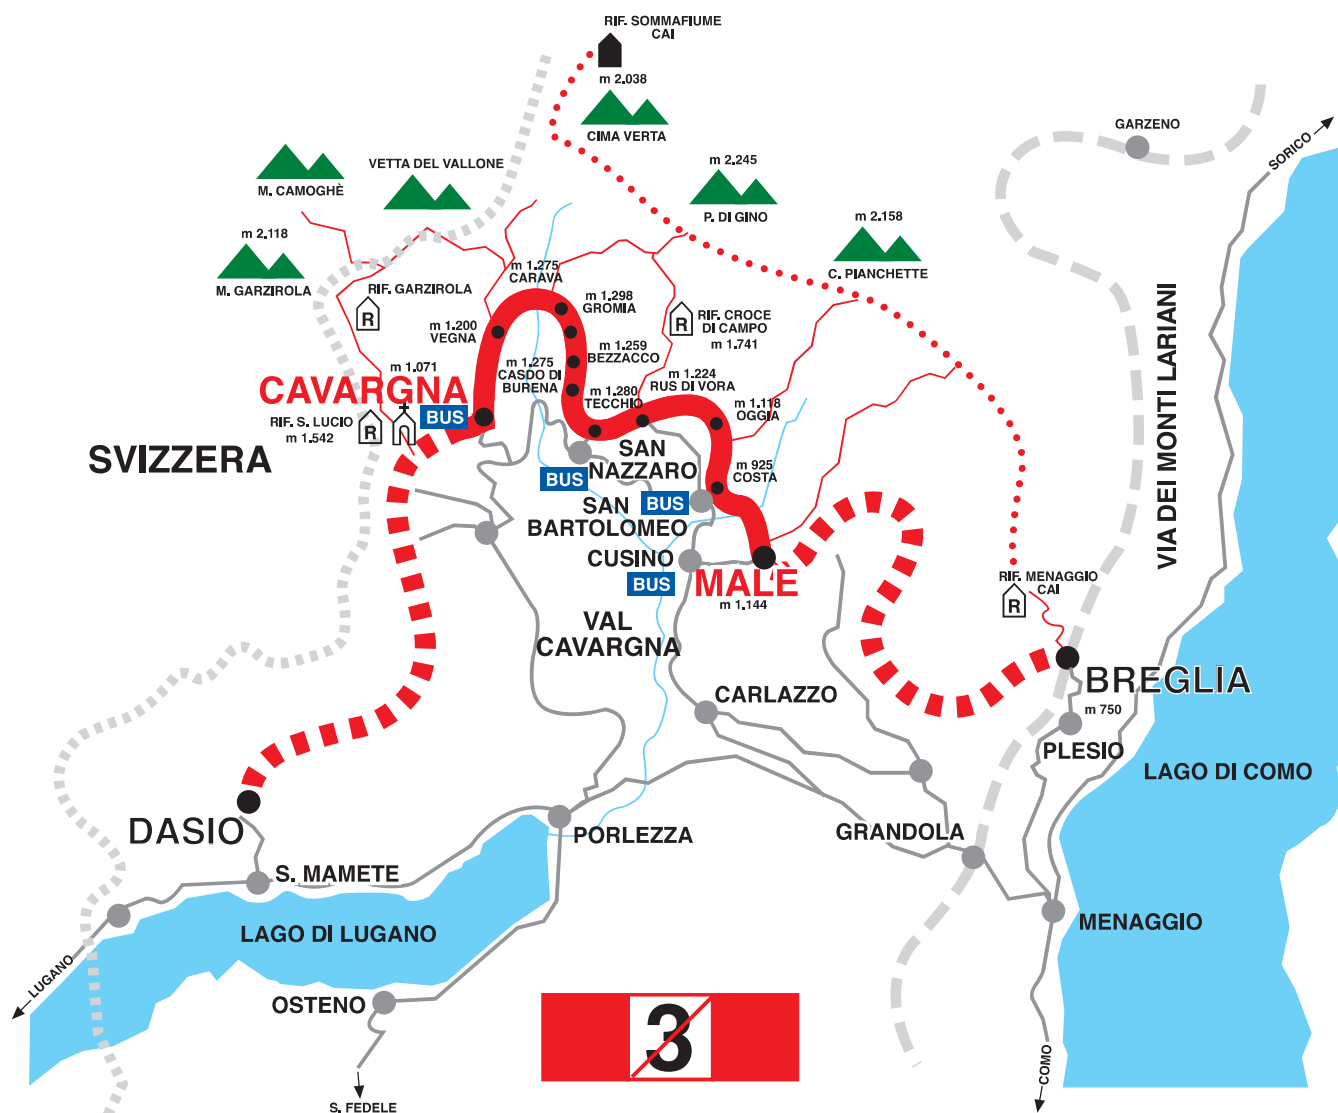 RIF. SOMMAFIUME
CAI
m 2.038
CIMA VERTA
GARZENO
SORICO
M. CAMOGHÈ
VETTA DEL VALLONE
m 2.245
P. DI GINO
m 2.158
C. PIANCHETTE
m 2.118
M. GARZIROLA
RIF. GARZIROLA
R
m 1.275
CARAVA
m 1.298
GROMIA
m 1.200
VEGNA
m 1.259
BEZZACCO
R
RIF. CROCE
DI CAMPO
m 1.741
m 1.275
CASDO DI
BURENA
m 1.071
CAVARGNA
BUS
m 1.280
TECCHIO
m 1.224
RUS DI VORA
m 1.118
OGGIA
RIF. S. LUCIO
m 1.542
R
SVIZZERA
SAN
NAZZARO
BUS
m 925
COSTA
SAN
BARTOLOMEO
BUS
CUSINO
BUS
MALÈ
m 1.144
VAL
CAVARGNA
VIA DEI MONTI LARIANI
RIF. MENAGGIO
CAI
R
BREGLIA
m 750
PLESIO
CARLAZZO
LAGO DI COMO
DASIO
PORLEZZA
GRANDOLA
S. MAMETE
LAGO DI LUGANO
MENAGGIO
LUGANO
OSTENO
3
COMO
S. FEDELE